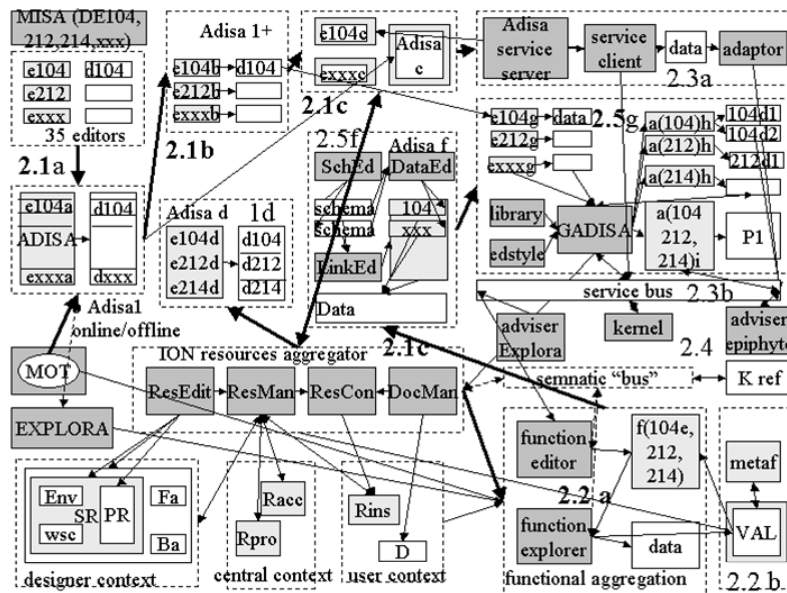 MISA (DE104,
212,214,xxx)
e104
d104
e212
exxx
35 editors
2.1a
Adisa 1+
e104b
d104
e212b
exxxb
2.1b
e104c
exxxc
Adisa
c
2.1c
Adisa
service
server
service
client
data
adaptor
2.3a
e104a
ADISA
exxxa
d104
dxxx
Adisa1
online/offline
Adisa d
1d
e104d
e212d
e214d
d104
d212
d214
2.5f
Adisa f
SchEd
DataEd
schema
schema
104
xxx
LinkEd
Data
e104g
data
e212g
exxxg
2.5g
a(104)h
a(212)h
a(214)h
104d1
104d2
212d1
library
edstyle
GADISA
a(104
212,
214)i
P1
service bus
2.3b
adviser
Explora
kernel
2.4
adviser
epiphyte
MOT
EXPLORA
ION resources aggregator
2.1c
ResEdit
ResMan
ResCon
DocMan
semnatic "bus"
K ref
function
editor
f(104e,
212,
214)
metaf
2.2 a
function
explorer
data
VAL
functional aggregation
2.2 b
Env
SR
PR
wsc
Fa
Ba
designer context
Racc
Rpro
central context
Rins
D
user context